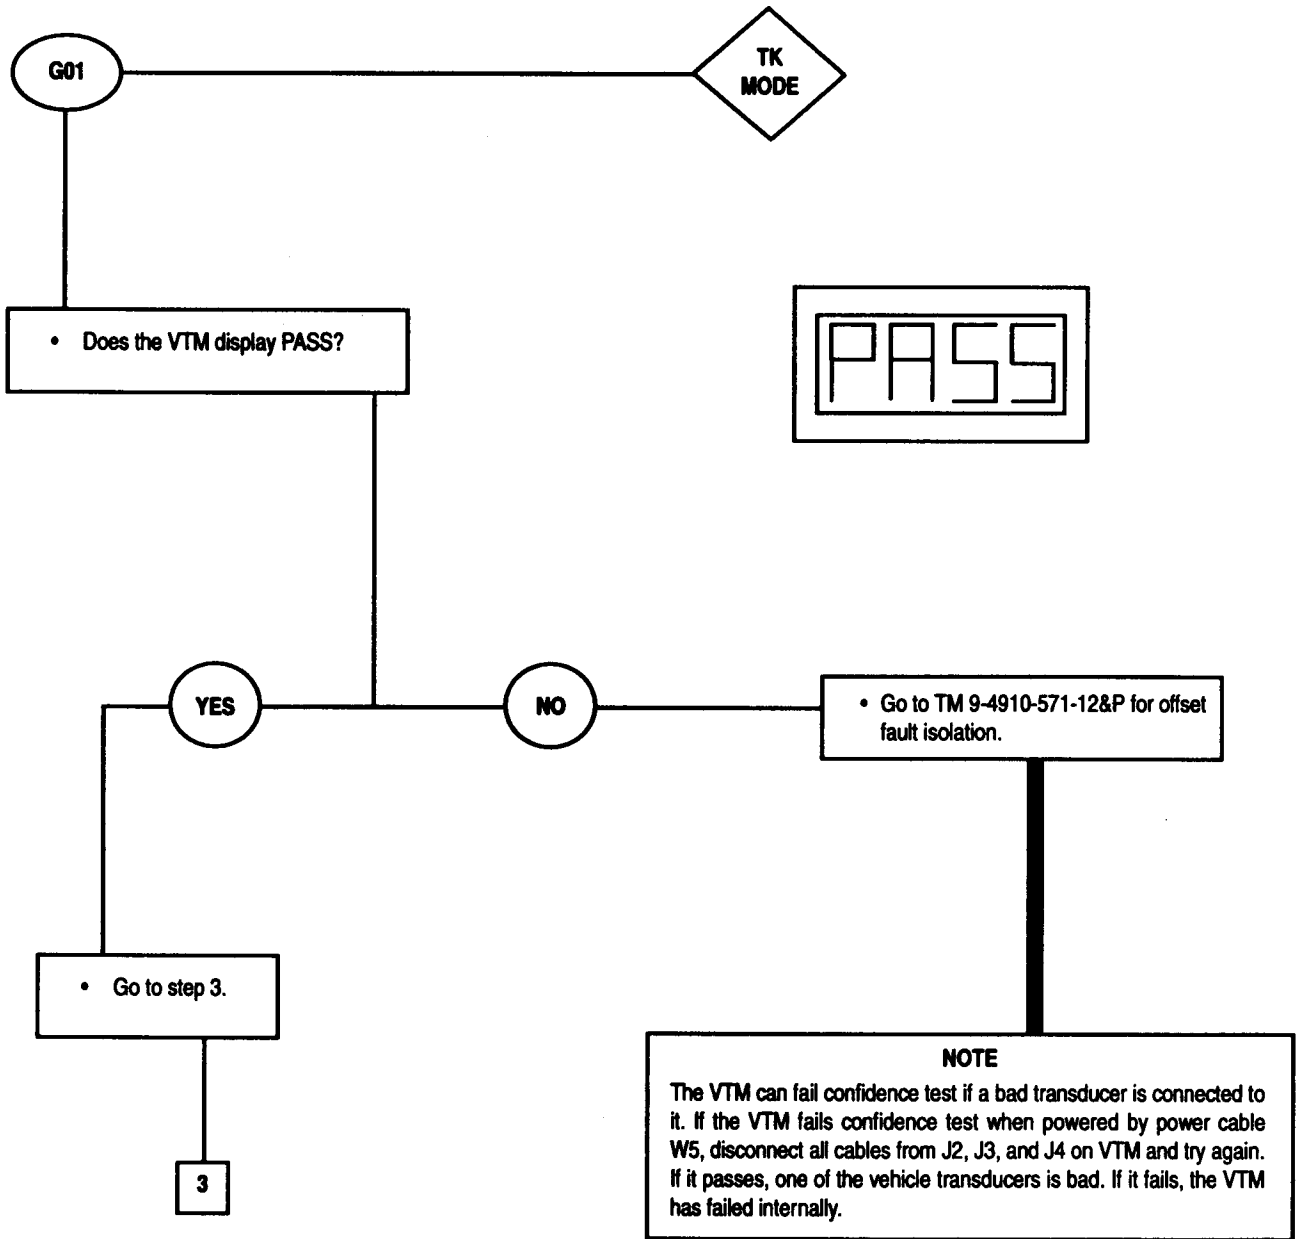 G01
TK
MODE
• Does the VTM display PASS?
PASS
YES
NO
• Go to TM 9-4910-571-12&P for offset
fault isolation.
• Go to step 3.
3
NOTE
The VTM can fail confidence test if a bad transducer is connected to
it. If the VTM fails confidence test when powered by power cable
W5, disconnect all cables from J2, J3, and J4 on VTM and try again.
If it passes, one of the vehicle transducers is bad. If it fails, the VTM
has failed internally.